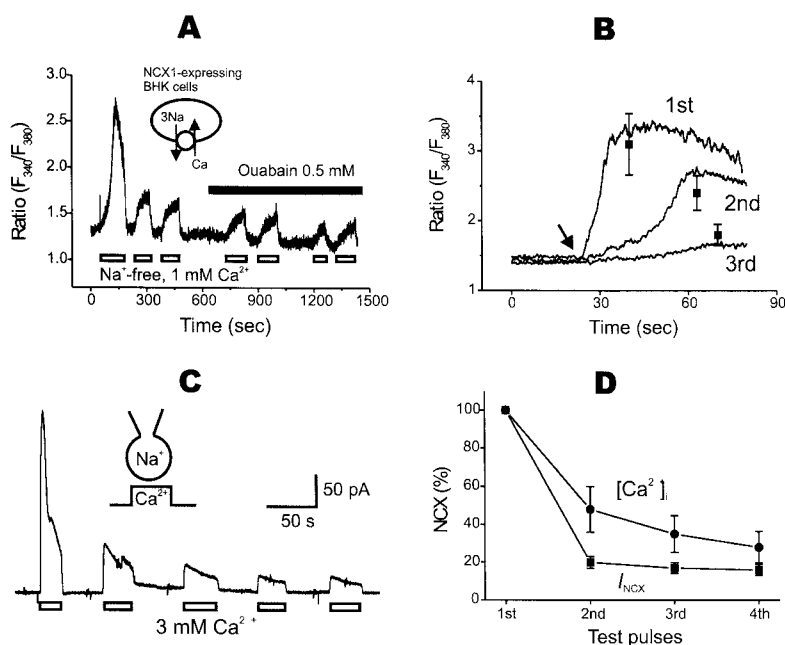 A
NCX1-expressing
BHK cells
3Na
Ca
Ouabain 0.5 mM
Ratio (F340/F380)
3.0
2.5
2.0
1.5
1.0
Na⁺-free, 1 mM Ca²⁺
0 300 600 900 1200 1500
Time (sec)
B
Ratio (F340/F380)
4
3
2
1
1st
2nd
3rd
0 30 60 90
Time (sec)
C
Na⁺
Ca²⁺
50 pA
50 s
3 mM Ca²⁺
D
NCX (%)
100
80
60
40
20
0
[Ca²]i
INCX
1st 2nd 3rd 4th
Test pulses